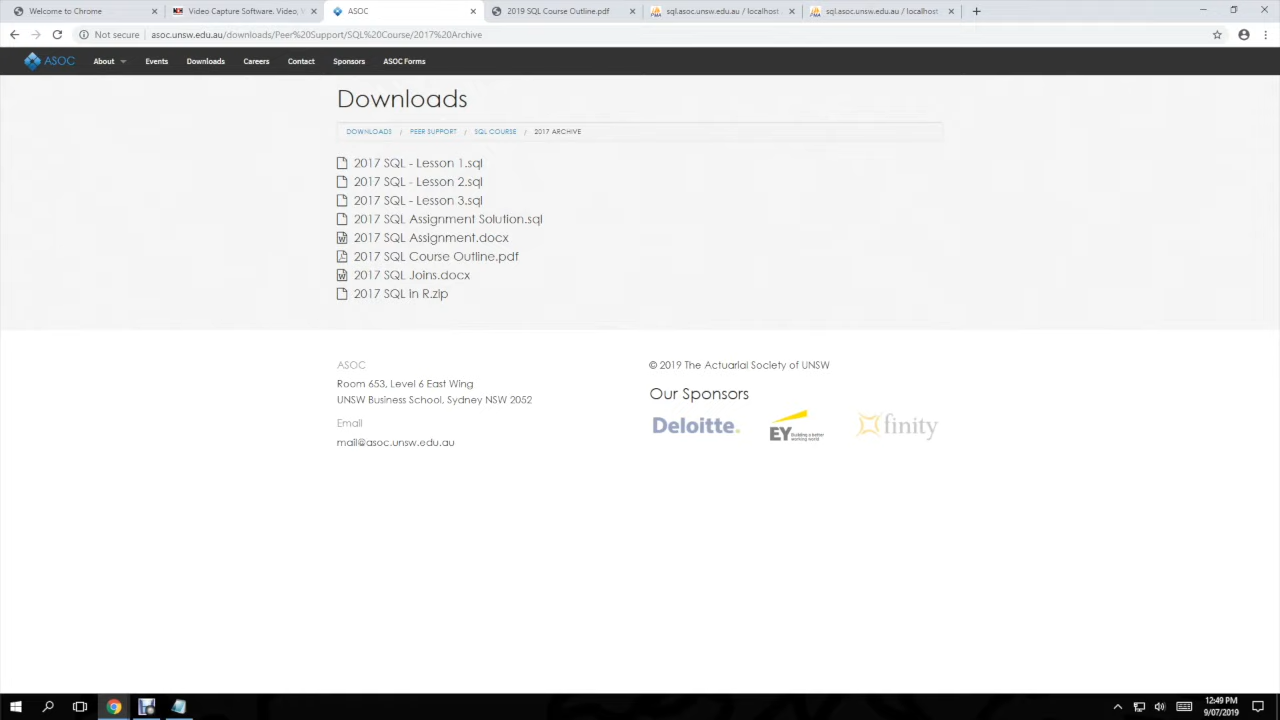 Welcome to Chrome
Video Capture Software. Video, V
ASOC
2019 SQL Course Outline.pdf
sql.asoc.unsw.edu.au / localhost
sql.asoc.unsw.edu.au / localhost
Not secure
asoc.unsw.edu.au/downloads/Peer%20Support/SQL%20Course/2017%20Archive
ASOC About Events Downloads Careers Contact Sponsors ASOC Forms
Downloads
DOWNLOADS / PEER SUPPORT / SQL COURSE / 2017 ARCHIVE
2017 SQL - Lesson 1.sql
2017 SQL - Lesson 2.sql
2017 SQL - Lesson 3.sql
2017 SQL Assignment Solution.sql
2017 SQL Assignment.docx
2017 SQL Course Outline.pdf
2017 SQL Joins.docx
2017 SQL in R.zip
ASOC
Room 653, Level 6 East Wing
UNSW Business School, Sydney NSW 2052
Email
mail@asoc.unsw.edu.au
© 2019 The Actuarial Society of UNSW
Our Sponsors
Deloitte.
EY Building a better
working world
finity
12:49 PM
9/07/2019